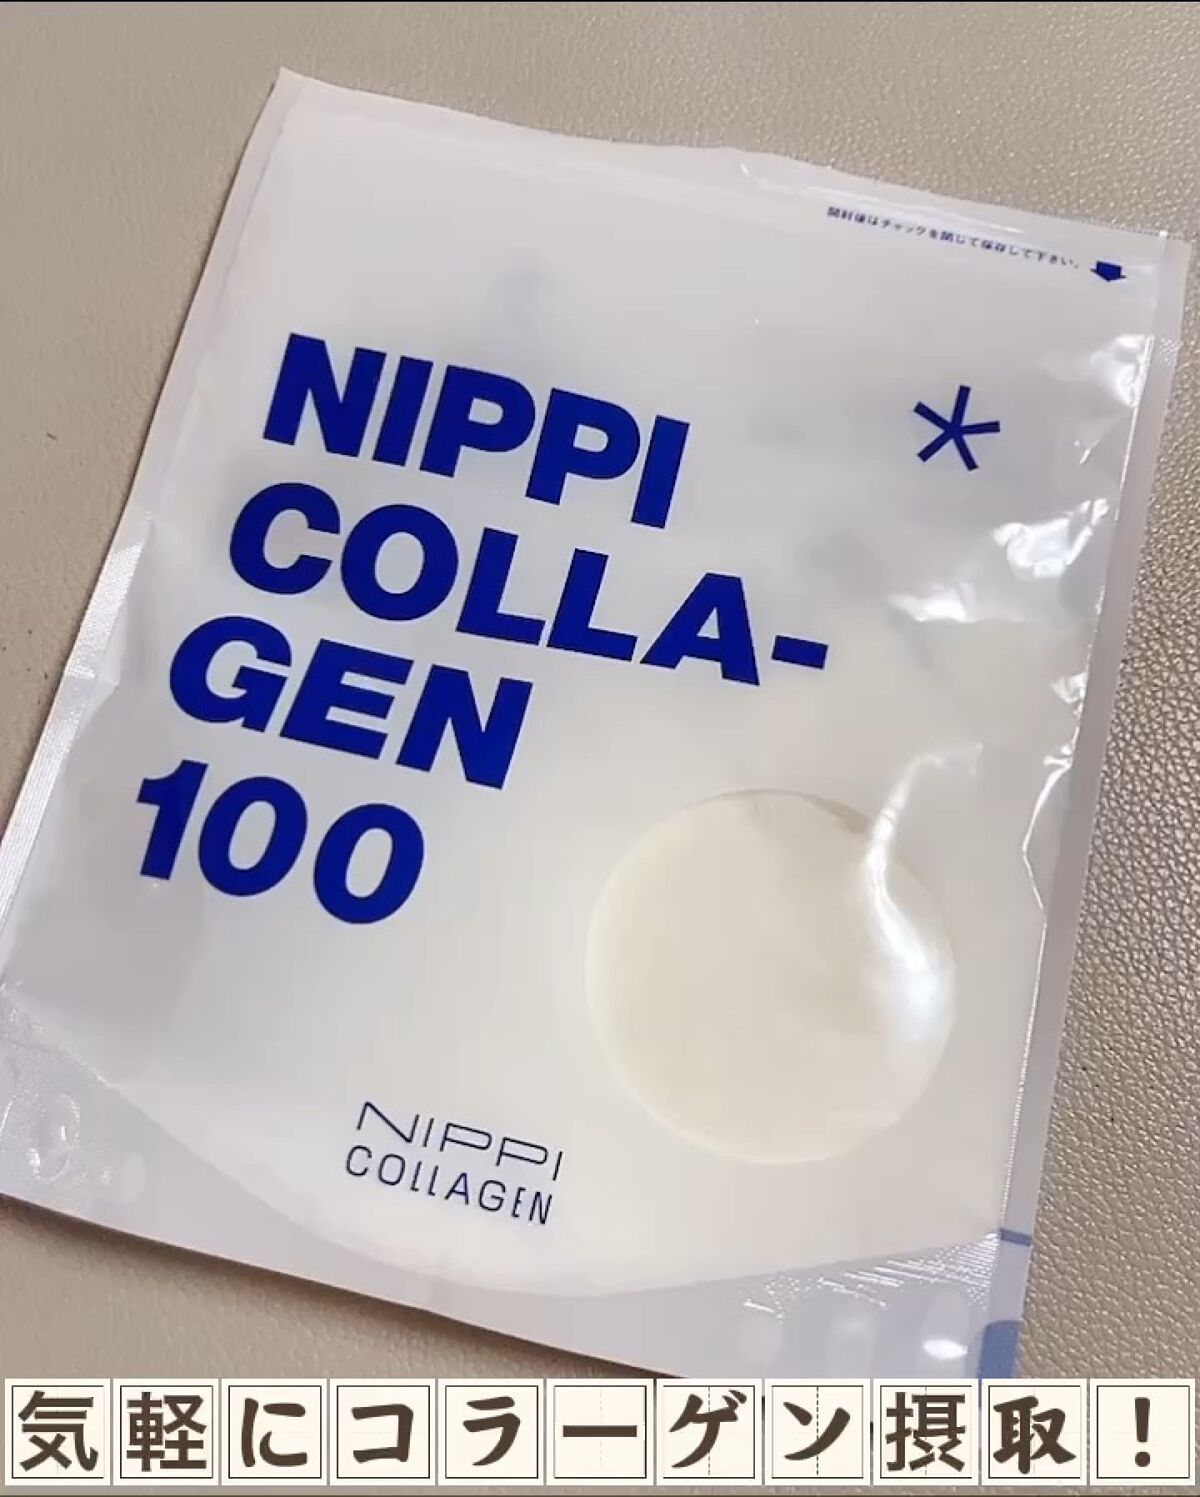 開封後はチャックを閉じて保存して下さい。
NIPPI
COLLA-
GEN
100
NIPPI
COLLAGEN
気軽にコラーゲン摂取！